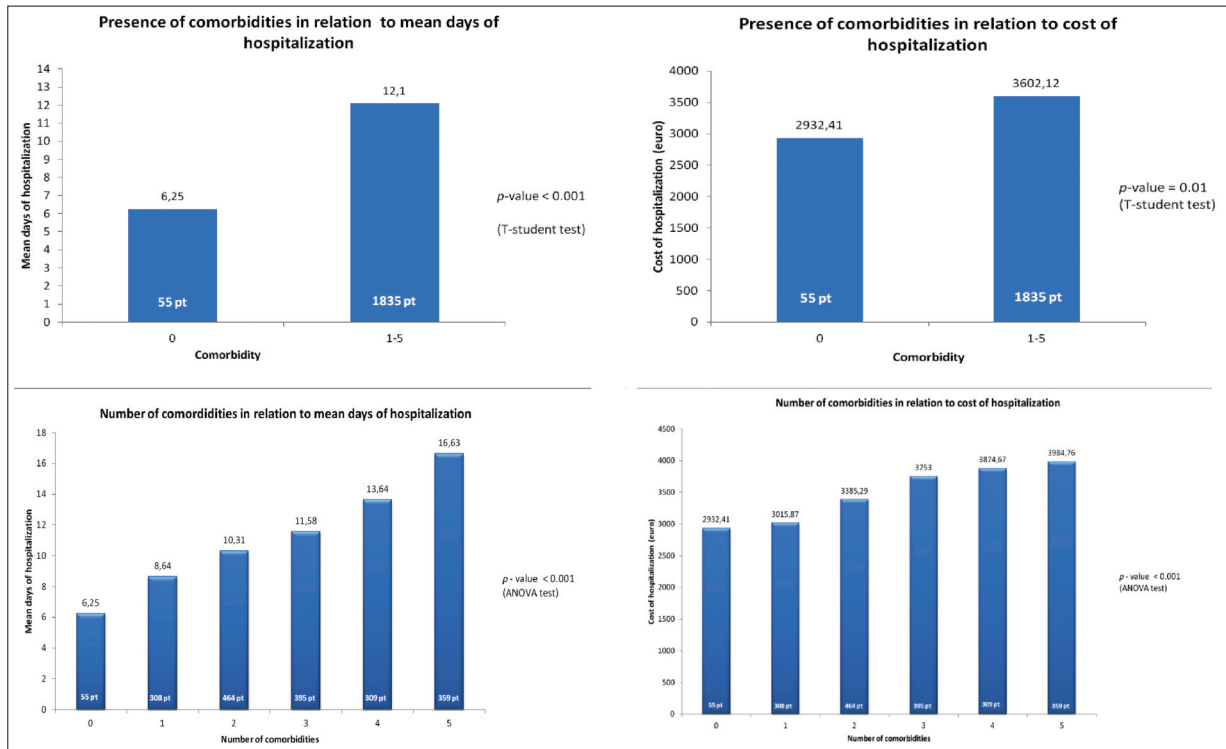 Presence of comorbidities in relation to mean days of
hospitalization
Mean days of hospitalization
14
13
12
11
10
9
8
7
6
5
4
3
2
1
0
6,25
12,1
55 pt
1835 pt
0
1-5
Comorbidity
p-value < 0.001
(T-student test)
Presence of comorbidities in relation to cost of
hospitalization
Cost of hospitalization (euro)
4000
3500
3000
2500
2000
1500
1000
500
0
2932,41
3602,12
55 pt
1835 pt
0
1-5
Comorbidity
p-value = 0.01
(T-student test)
Number of comordidities in relation to mean days of hospitalization
Mean days of hospitalization
18
16
14
12
10
8
6
4
2
0
6,25
8,64
10,31
11,58
13,64
16,63
55 pt
308 pt
464 pt
395 pt
309 pt
359 pt
0
1
2
3
4
5
Number of comorbidities
p - value < 0.001
(ANOVA test)
Number of comorbidities in relation to cost of hospitalization
Cost of hospitalization (euro)
4500
4000
3500
3000
2500
2000
1500
1000
500
0
2932,41
3015,87
3385,29
3753
3874,67
3984,76
55 pt
308 pt
464 pt
395 pt
309 pt
359 pt
0
1
2
3
4
5
Number of comorbidities
p - value < 0.001
(ANOVA test)